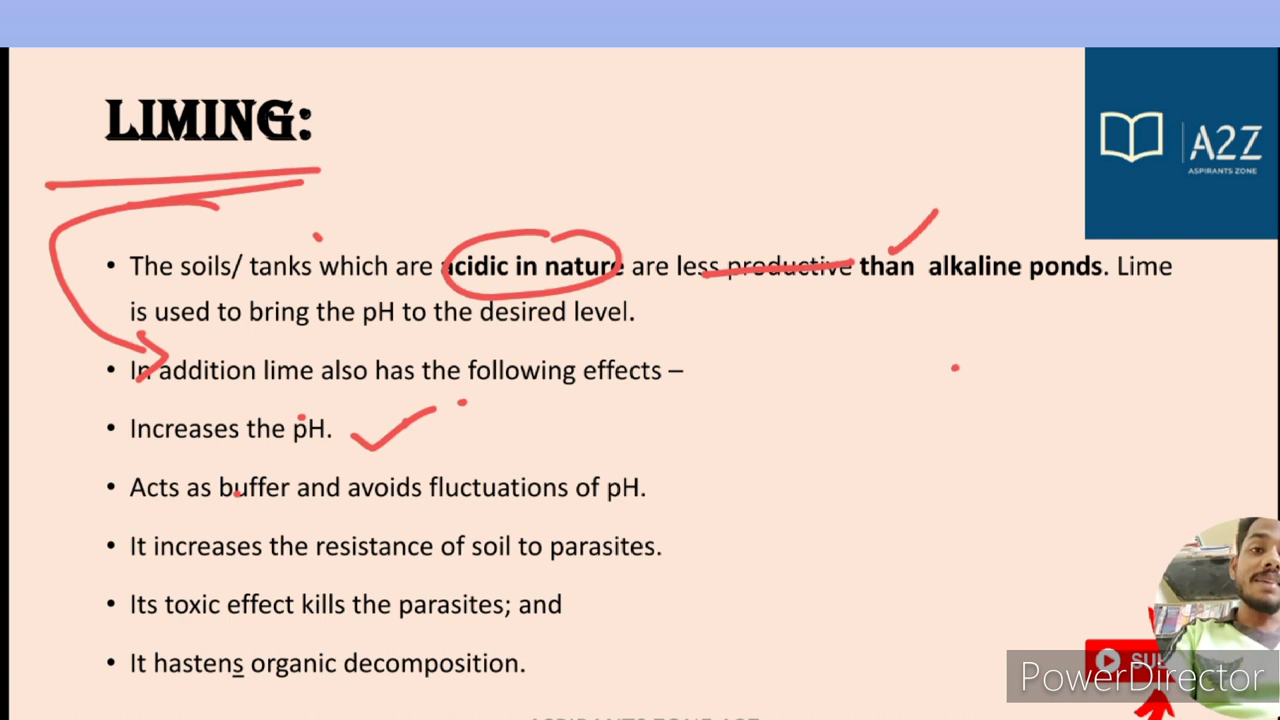 LIMING:
A2Z
ASPIRANTS ZONE
• The soils/ tanks which are acidic in nature are less productive than alkaline ponds. Lime
is used to bring the pH to the desired level.
• In addition lime also has the following effects –
• Increases the pH.
• Acts as buffer and avoids fluctuations of pH.
• It increases the resistance of soil to parasites.
• Its toxic effect kills the parasites; and
• It hastens organic decomposition.
PowerDirector